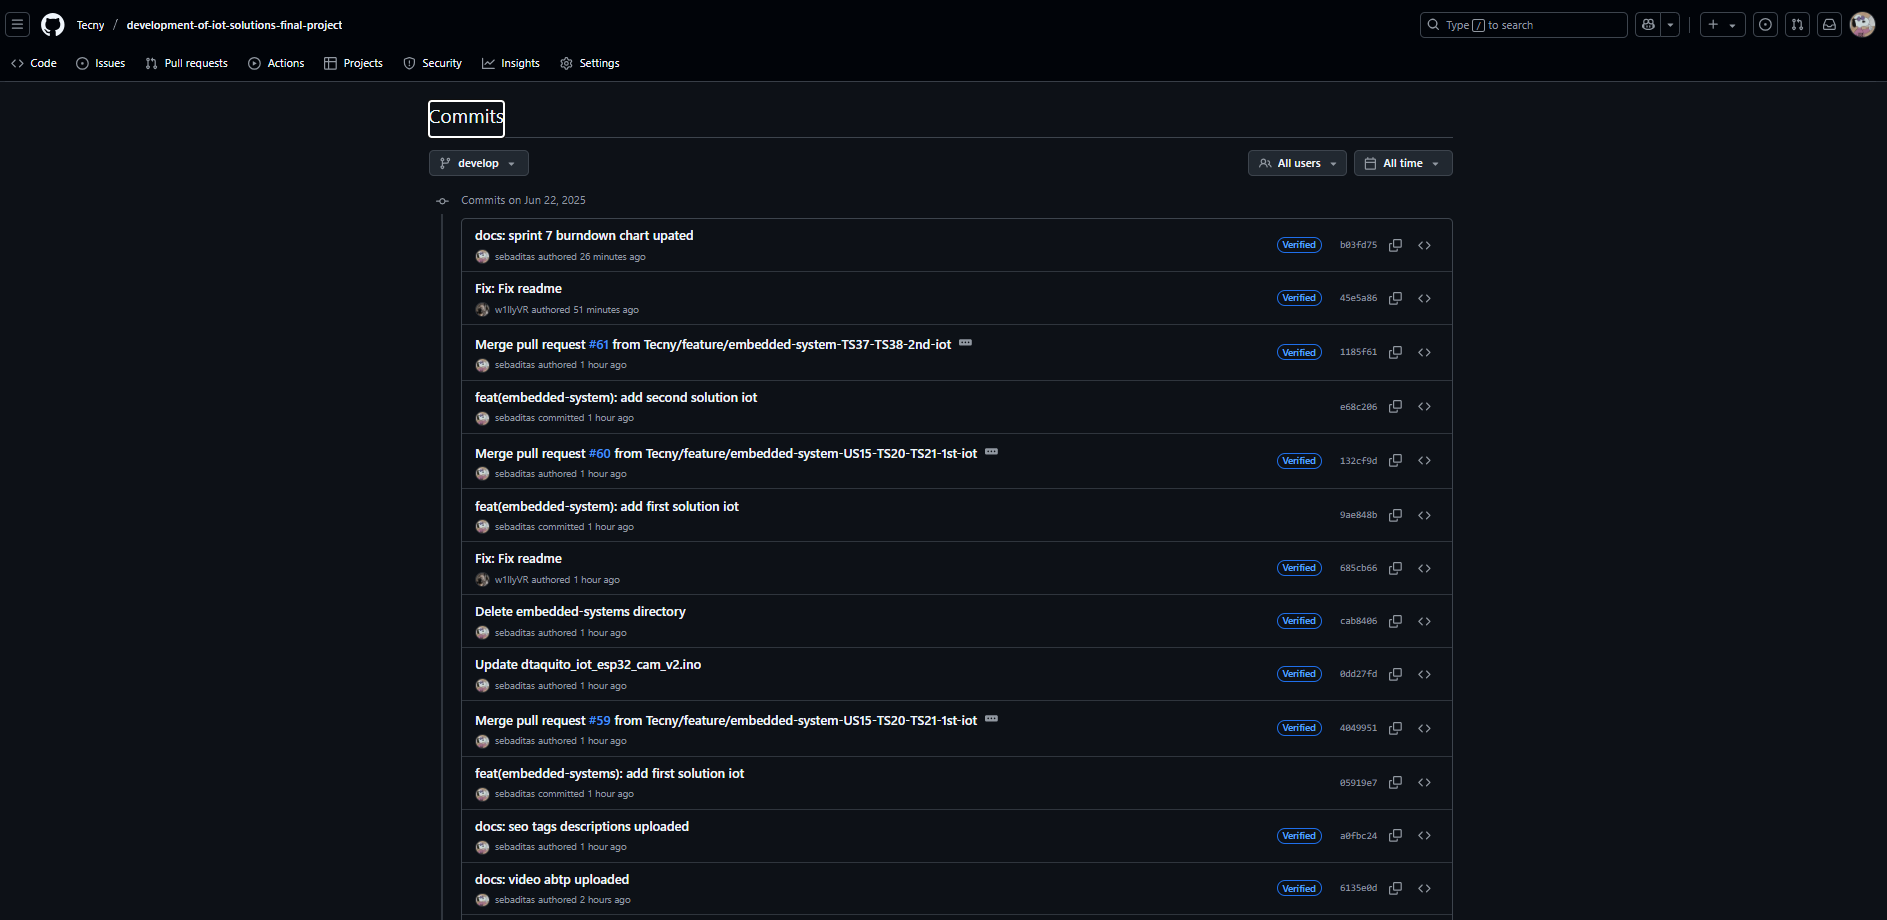 Tecny / development-of-iot-solutions-final-project
Type / to search
Code Issues Pull requests Actions Projects Security Insights Settings
Commits
develop
All users All time
Commits on Jun 22, 2025
docs: sprint 7 burndown chart upated
Verified b03fd75
sebaditas authored 26 minutes ago
Fix: Fix readme
Verified 45e5a86
w1llyVR authored 51 minutes ago
Merge pull request #61 from Tecny/feature/embedded-system-TS37-TS38-2nd-iot
Verified 1185f61
sebaditas authored 1 hour ago
feat(embedded-system): add second solution iot
e68c206
sebaditas committed 1 hour ago
Merge pull request #60 from Tecny/feature/embedded-system-US15-TS20-TS21-1st-iot
Verified 132cf9d
sebaditas authored 1 hour ago
feat(embedded-system): add first solution iot
9ae848b
sebaditas committed 1 hour ago
Fix: Fix readme
Verified 685cb66
w1llyVR authored 1 hour ago
Delete embedded-systems directory
Verified cab8406
sebaditas authored 1 hour ago
Update dtaquito_iot_esp32_cam_v2.ino
Verified 0dd27fd
sebaditas authored 1 hour ago
Merge pull request #59 from Tecny/feature/embedded-system-US15-TS20-TS21-1st-iot
Verified 4049951
sebaditas authored 1 hour ago
feat(embedded-systems): add first solution iot
05919e7
sebaditas committed 1 hour ago
docs: seo tags descriptions uploaded
Verified a0fbc24
sebaditas authored 1 hour ago
docs: video abtp uploaded
Verified 6135e0d
sebaditas authored 2 hours ago